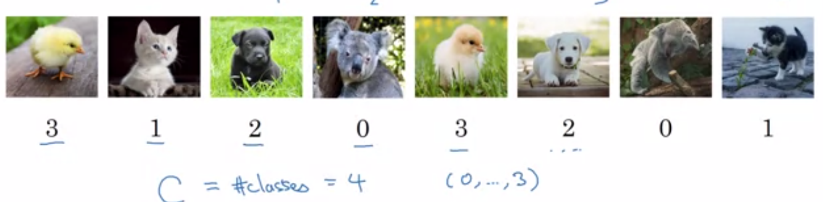 3 1 2 0 3 2 0 1
C = #classes = 4 (0,...,3)